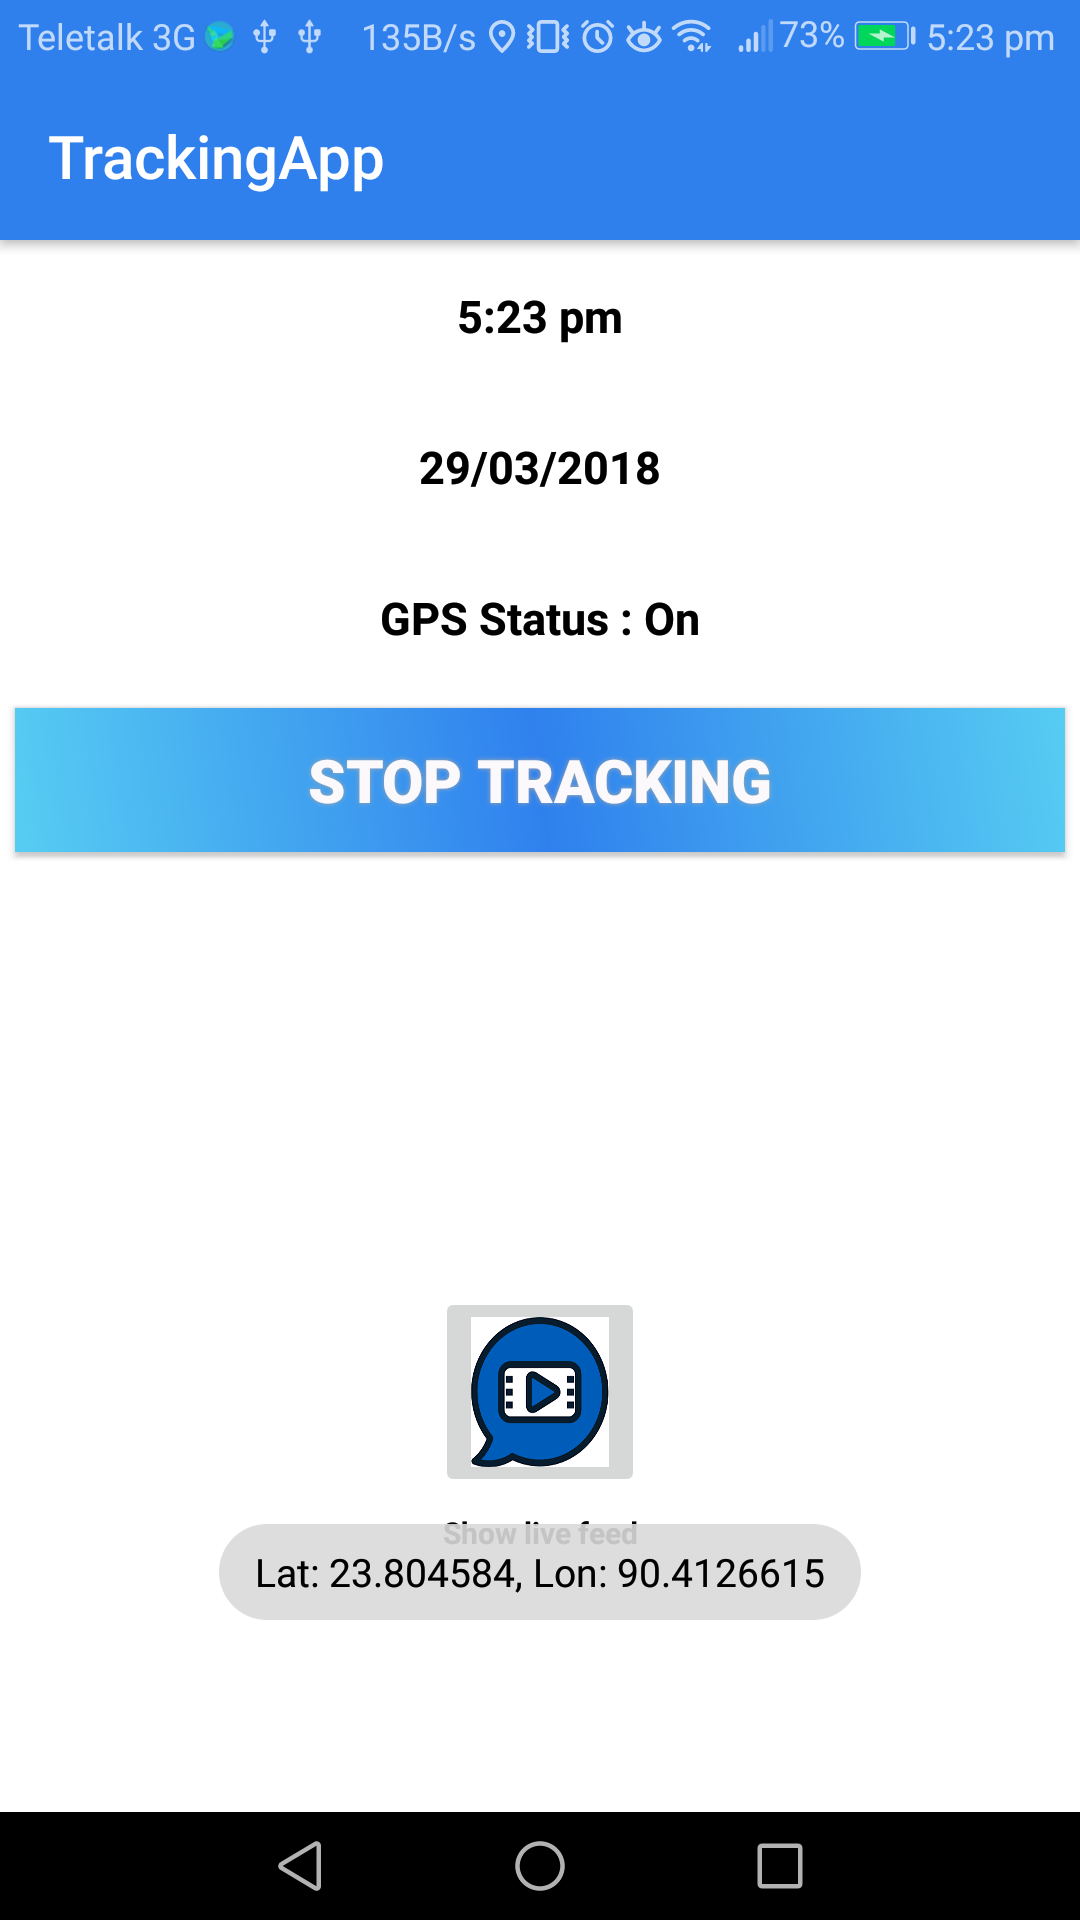 Teletalk 3G 135B/s 73% 5:23 pm
TrackingApp
5:23 pm
29/03/2018
GPS Status : On
STOP TRACKING
Show live feed
Lat: 23.804584, Lon: 90.4126615